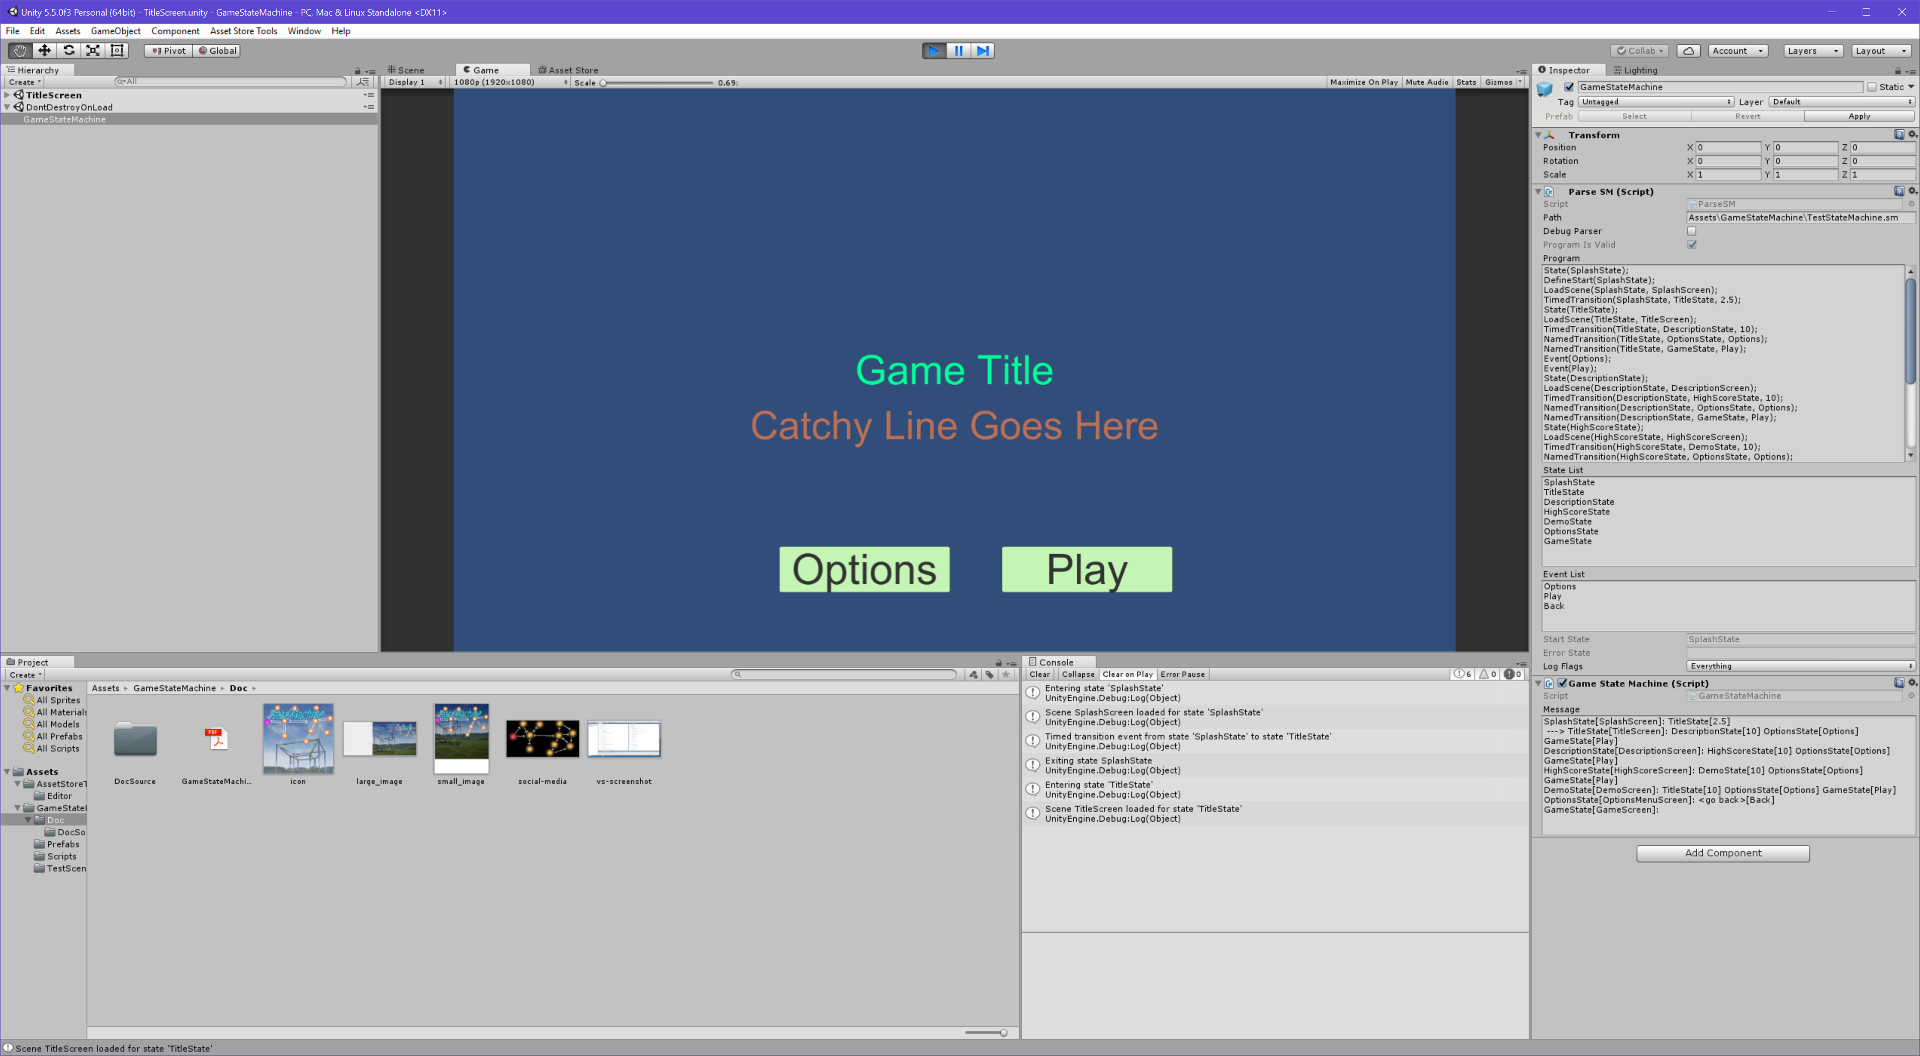 Unity 5.5.0f3 Personal (64bit) - TitleScreen.unity - GameStateMachine - PC, Mac & Linux Standalone <DX11>
File Edit Assets GameObject Component Asset Store Tools Window Help
Pivot Global Collab Account Layers Layout
Hierarchy
Create All
TitleScreen
DontDestroyOnLoad
GameStateMachine
Scene Game Asset Store
Display 1 1080p (1920x1080) Scale 0.69: Maximize On Play Mute Audio Stats Gizmos
Game Title
Catchy Line Goes Here
Options Play
Inspector Lighting
GameStateMachine Static
Tag Untagged Layer Default
Prefab Select Revert Apply
Transform
Position X 0 Y 0 Z 0
Rotation X 0 Y 0 Z 0
Scale X 1 Y 1 Z 1
Parse SM (Script)
Script ParseSM
Path Assets\GameStateMachine\TestStateMachine.sm
Debug Parser
Program Is Valid
Program
State(SplashState);
DefineStart(SplashState);
LoadScene(SplashState, SplashScreen);
TimedTransition(SplashState, TitleState, 2.5);
State(TitleState);
LoadScene(TitleState, TitleScreen);
TimedTransition(TitleState, DescriptionState, 10);
NamedTransition(TitleState, OptionsState, Options);
NamedTransition(TitleState, GameState, Play);
Event(Options);
Event(Play);
State(DescriptionState);
LoadScene(DescriptionState, DescriptionScreen);
TimedTransition(DescriptionState, HighScoreState, 10);
NamedTransition(DescriptionState, OptionsState, Options);
NamedTransition(DescriptionState, GameState, Play);
State(HighScoreState);
LoadScene(HighScoreState, HighScoreScreen);
TimedTransition(HighScoreState, DemoState, 10);
NamedTransition(HighScoreState, OptionsState, Options);
State List
SplashState
TitleState
DescriptionState
HighScoreState
DemoState
OptionsState
GameState
Event List
Options
Play
Back
Start State SplashState
Error State
Log Flags Everything
Game State Machine (Script)
Script GameStateMachine
Message
SplashState[SplashScreen]: TitleState[2.5]
---> TitleState[TitleScreen]: DescriptionState[10] OptionsState[Options]
GameState[Play]
DescriptionState[DescriptionScreen]: HighScoreState[10] OptionsState[Options]
GameState[Play]
HighScoreState[HighScoreScreen]: DemoState[10] OptionsState[Options]
GameState[Play]
DemoState[DemoScreen]: TitleState[10] OptionsState[Options] GameState[Play]
OptionsState[OptionsMenuScreen]: <go back>[Back]
GameState[GameScreen]:
Add Component
Project
Create
Favorites
All Sprites
All Materials
All Models
All Prefabs
All Scripts
Assets
AssetStoreT
Editor
GameStateI
Doc
DocSo
Prefabs
Scripts
TestScen
Assets GameStateMachine Doc
PDF
DocSource GameStateMachi... icon large_image small_image social-media vs-screenshot
Console
Clear Collapse Clear on Play Error Pause 6 0 0
Entering state 'SplashState'
UnityEngine.Debug:Log(Object)
Scene SplashScreen loaded for state 'SplashState'
UnityEngine.Debug:Log(Object)
Timed transition event from state 'SplashState' to state 'TitleState'
UnityEngine.Debug:Log(Object)
Exiting state SplashState
UnityEngine.Debug:Log(Object)
Entering state 'TitleState'
UnityEngine.Debug:Log(Object)
Scene TitleScreen loaded for state 'TitleState'
UnityEngine.Debug:Log(Object)
Scene TitleScreen loaded for state 'TitleState'